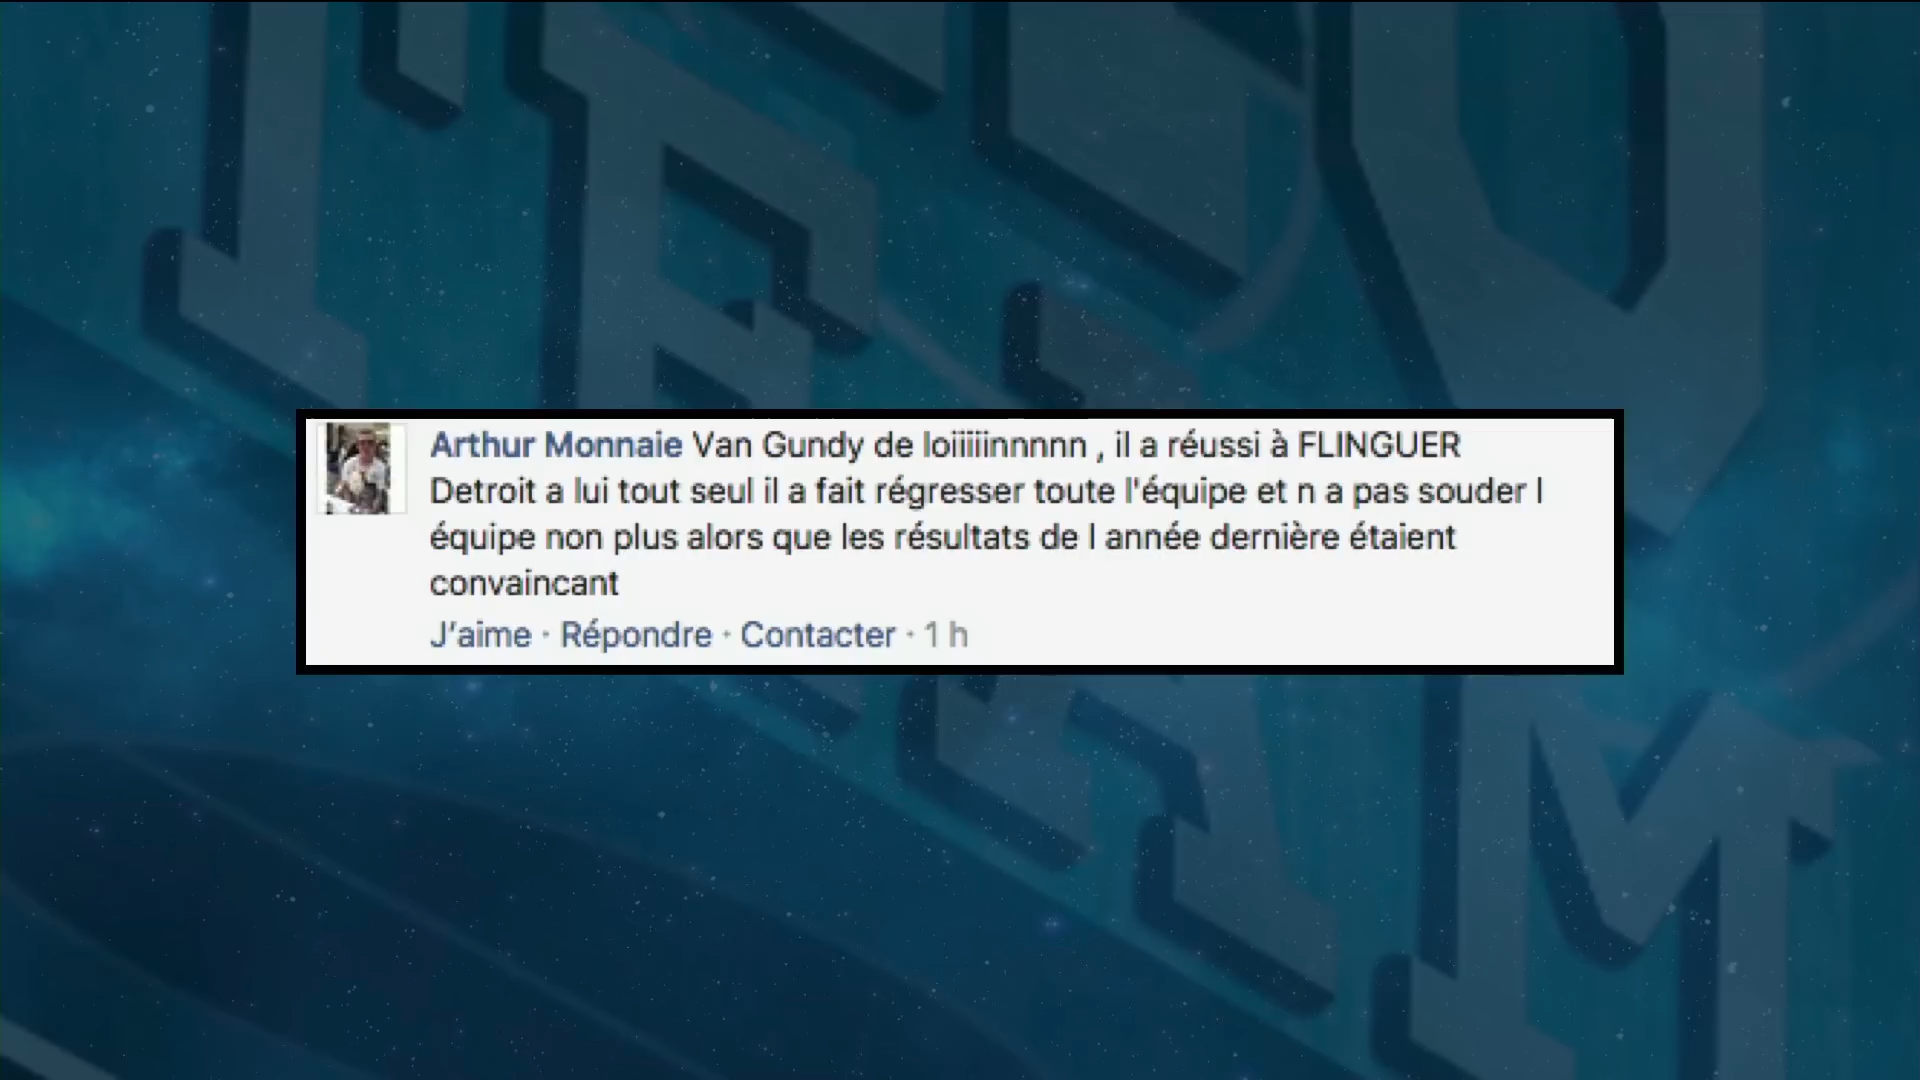 Arthur Monnaie Van Gundy de loiiiiinnnnn , il a réussi à FLINGUER
Detroit a lui tout seul il a fait régresser toute l'équipe et n a pas souder l
équipe non plus alors que les résultats de l année dernière étaient
convaincant
J'aime · Répondre · Contacter · 1 h